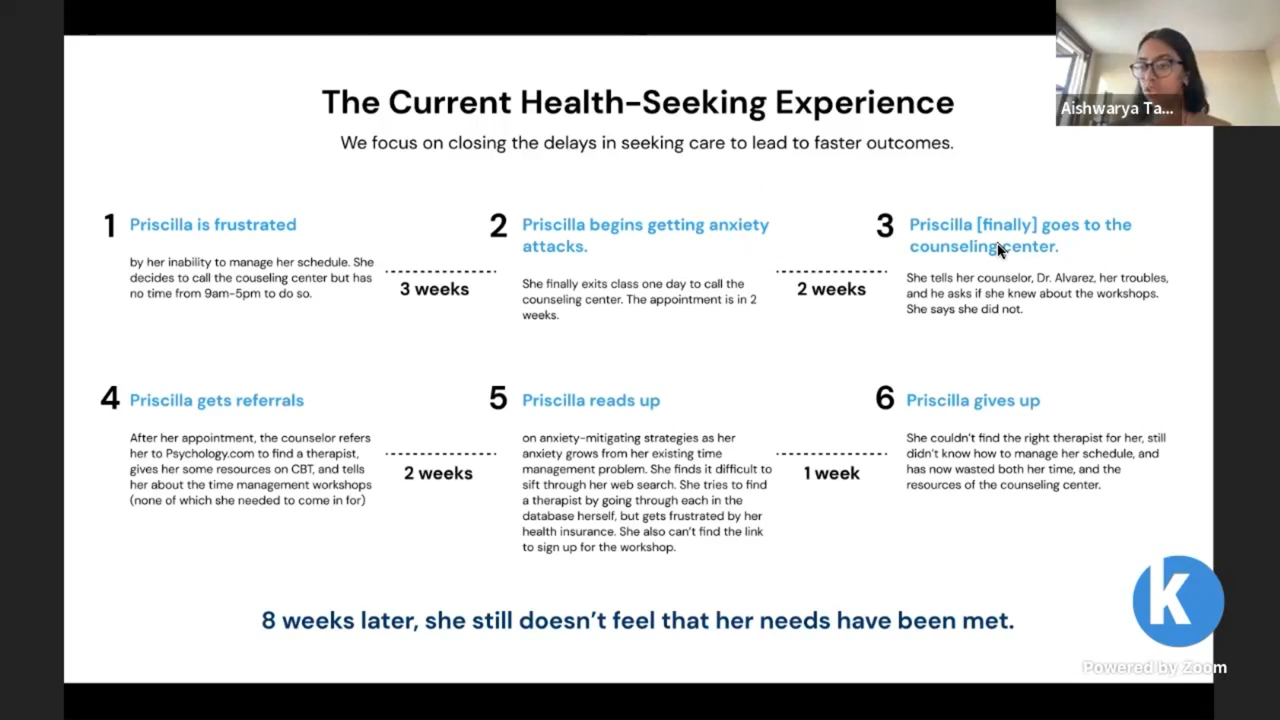 The Current Health-Seeking Experience
We focus on closing the delays in seeking care to lead to faster outcomes.
Aishwarya Ta...
1 Priscilla is frustrated
by her inability to manage her schedule. She
decides to call the couseling center but has
no time from 9am-5pm to do so.
3 weeks
2 Priscilla begins getting anxiety
attacks.
She finally exits class one day to call the
counseling center. The appointment is in 2
weeks.
2 weeks
3 Priscilla [finally] goes to the
counseling center.
She tells her counselor, Dr. Alvarez, her troubles,
and he asks if she knew about the workshops.
She says she did not.
4 Priscilla gets referrals
After her appointment, the counselor refers
her to Psychology.com to find a therapist,
gives her some resources on CBT, and tells
her about the time management workshops
(none of which she needed to come in for)
2 weeks
5 Priscilla reads up
on anxiety-mitigating strategies as her
anxiety grows from her existing time
management problem. She finds it difficult to
sift through her web search. She tries to find
a therapist by going through each in the
database herself, but gets frustrated by her
health insurance. She also can't find the link
to sign up for the workshop.
1 week
6 Priscilla gives up
She couldn't find the right therapist for her, still
didn't know how to manage her schedule, and
has now wasted both her time, and the
resources of the counseling center.
8 weeks later, she still doesn't feel that her needs have been met.
k
Powered by Zoom